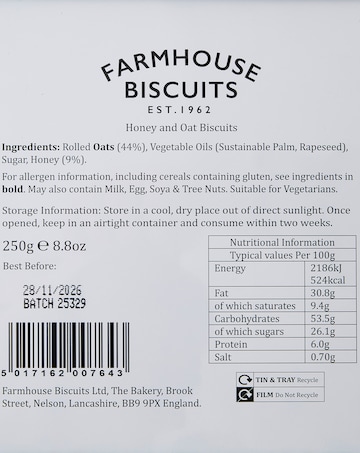 FARMHOUSE
BISCUITS
EST.1962
Honey and Oat Biscuits
Ingredients: Rolled Oats (44%), Vegetable Oils (Sustainable Palm, Rapeseed),
Sugar, Honey (9%).
For allergen information, including cereals containing gluten, see ingredients in
bold. May also contain Milk, Egg, Soya & Tree Nuts. Suitable for Vegetarians.
Storage Information: Store in a cool, dry place out of direct sunlight. Once
opened, keep in an airtight container and consume within two weeks.
250g ℮ 8.8oz
Best Before:
28/11/2026
BATCH 25329
5 017162 007643
Farmhouse Biscuits Ltd, The Bakery, Brook
Street, Nelson, Lancashire, BB9 9PX England.
Nutritional Information
Typical values Per 100g
Energy 2186kJ
524kcal
Fat 30.8g
of which saturates 9.4g
Carbohydrates 53.5g
of which sugars 26.1g
Protein 6.0g
Salt 0.70g
TIN & TRAY Recycle
FILM Do Not Recycle